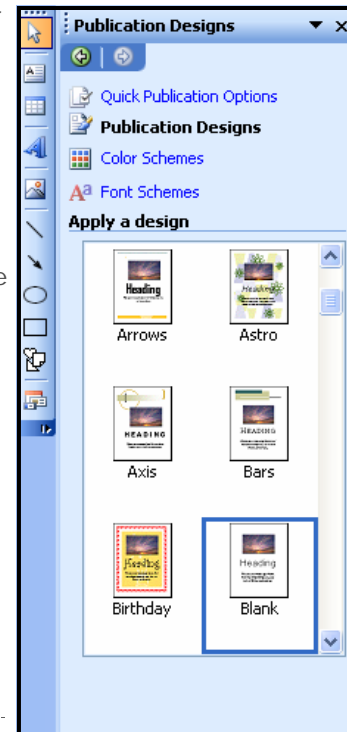 Publication Designs
Quick Publication Options
Publication Designs
Color Schemes
Font Schemes
Apply a design
Heading
Heading
Arrows
Astro
HEADING
HEADING
Axis
Bars
Heading
Heading
Birthday
Blank